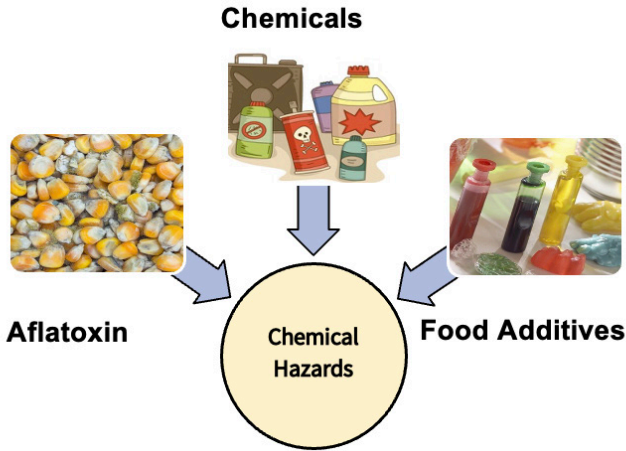 Chemicals
Aflatoxin
Food Additives
Chemical
Hazards